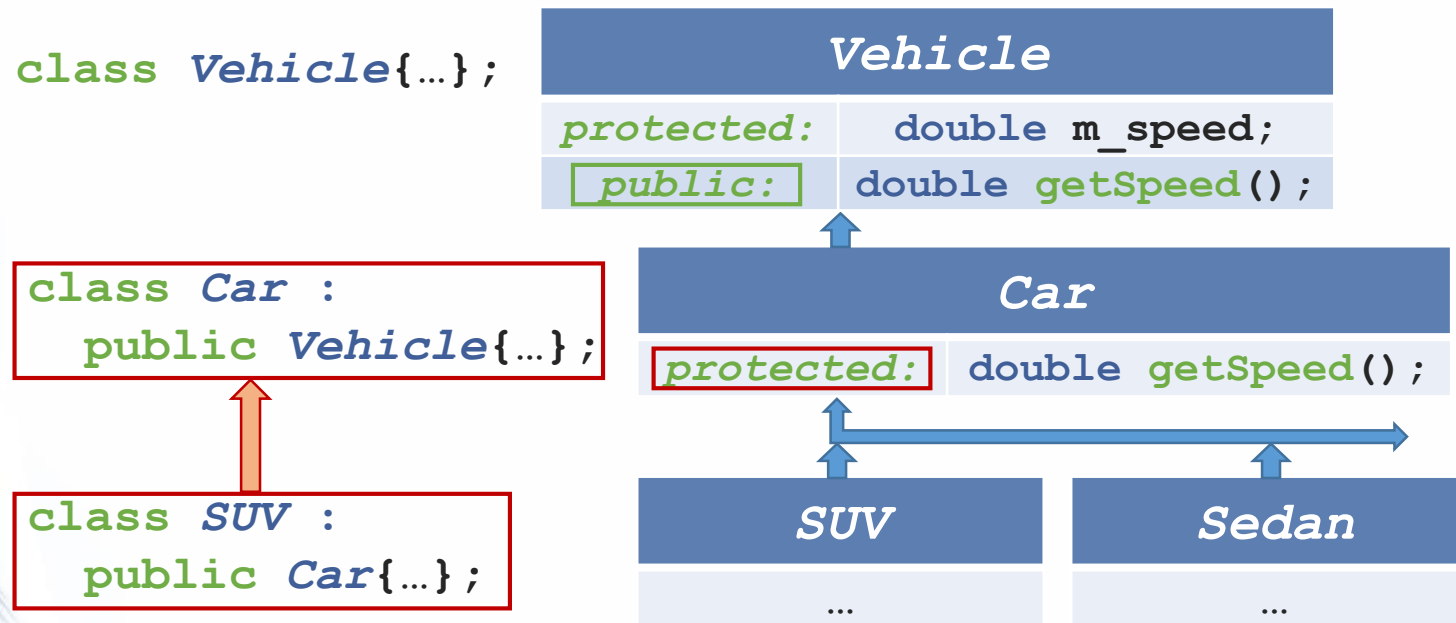 class Vehicle{…};
Vehicle
protected: double m_speed;
public: double getSpeed();
class Car :
public Vehicle{…};
Car
protected: double getSpeed();
class SUV :
public Car{…};
SUV
…
Sedan
…